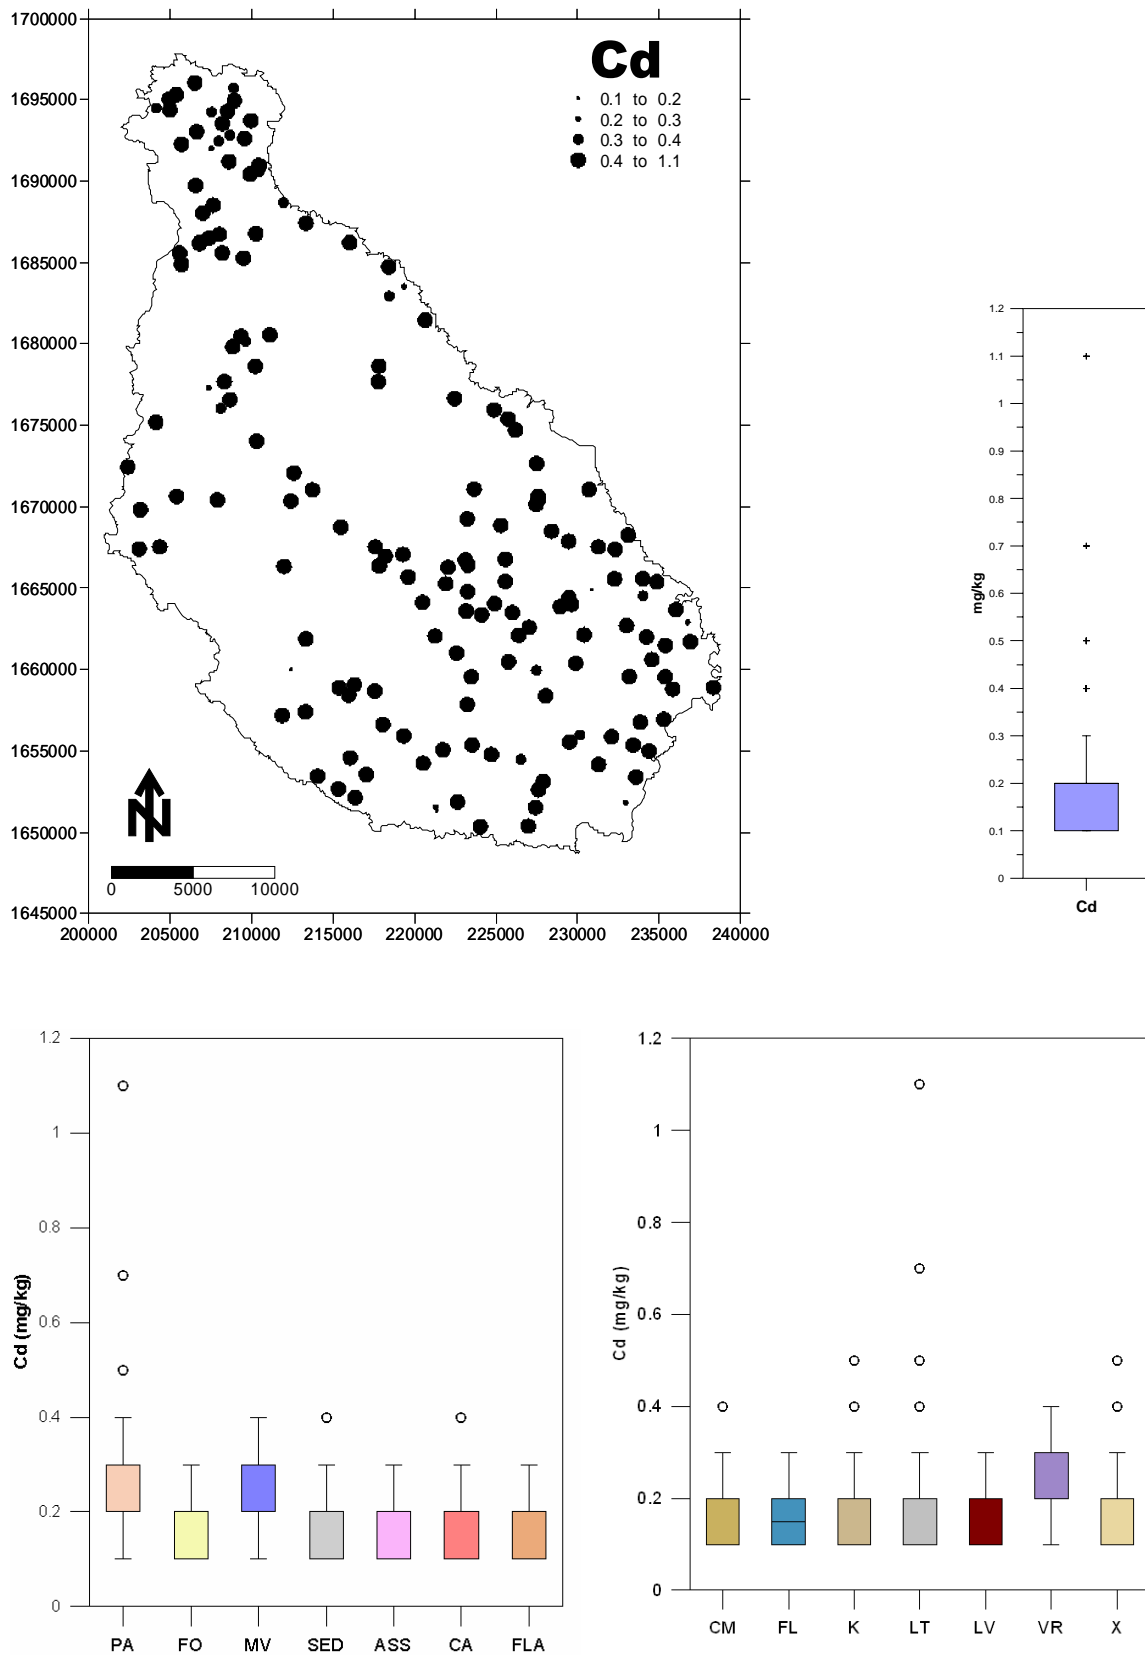 Cd
0.1 to 0.2
0.2 to 0.3
0.3 to 0.4
0.4 to 1.1
1700000
1695000
1690000
1685000
1680000
1675000
1670000
1665000
1660000
1655000
1650000
1645000
N
0 5000 10000
200000 205000 210000 215000 220000 225000 230000 235000 240000
1.2
1.1
1
0.9
0.8
0.7
0.6
0.5
0.4
0.3
0.2
0.1
0
mg/kg
Cd
1.2
1
0.8
0.6
0.4
0.2
0
Cd (mg/kg)
PA FO MV SED ASS CA FLA
1.2
1
0.8
0.6
0.4
0.2
0
Cd (mg/kg)
CM FL K LT LV VR X